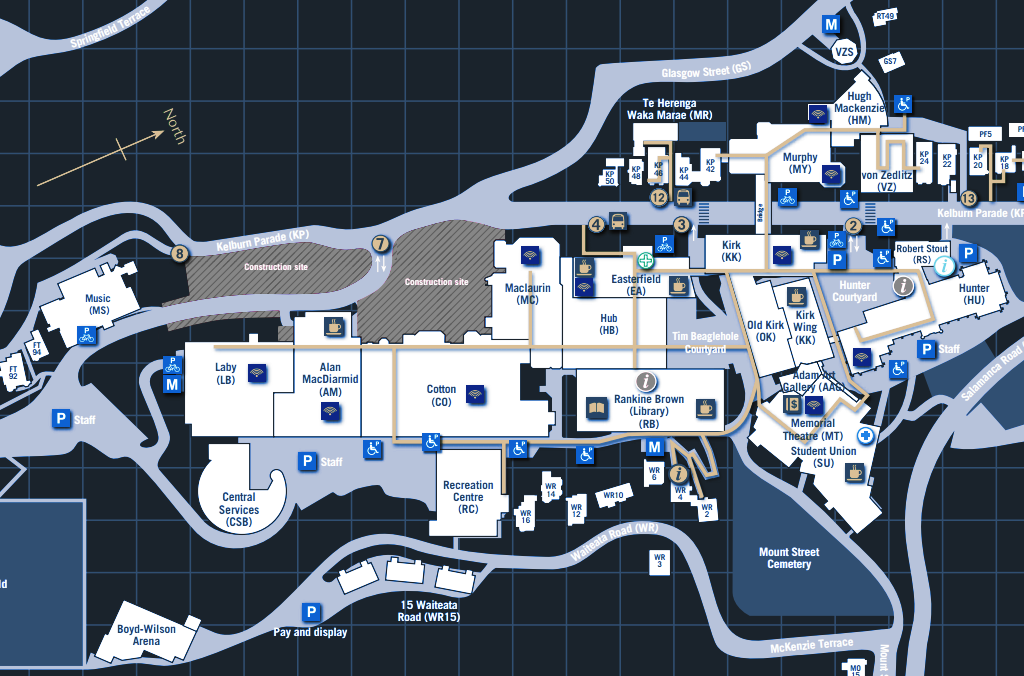 Springfield Terrace
North
Glasgow Street (GS)
M
VZS
RT49
GS7
Te Herenga
Waka Marae (MR)
Hugh
Mackenzie
(HM)
P
KP
50
KP
48
KP
46
KP
44
KP
42
Murphy
(MY)
von Zedlitz
(VZ)
KP
24
KP
22
PF5
KP
20
KP
18
12
13
Bridge
P
P
Kelburn Parade (KP
4
3
2
P
8
Kelburn Parade (KP)
7
Construction site
Construction site
Kirk
(KK)
P
P
P
P
P
Robert Stout
(RS)
i
Maclaurin
(MC)
Easterfield
(EA)
Hub
(HB)
Hunter
Courtyard
i
Hunter
(HU)
Music
(MS)
P
FT
94
FT
92
Old Kirk
(OK)
Kirk
Wing
(KK)
Tim Beaglehole
Courtyard
P Staff
P
Salamanca Road (
P
M
Laby
(LB)
Alan
MacDiarmid
(AM)
Cotton
(CO)
i
Rankine Brown
(Library)
(RB)
Adam Art
Gallery (AAG)
$
Memorial
Theatre (MT)
Student Union
(SU)
P Staff
P Staff
P
P
P
P
M
Central
Services
(CSB)
Recreation
Centre
(RC)
WR
14
WR
16
WR
12
WR10
WR
6
i
WR
4
WR
2
Waiteata Road (WR)
WR
3
Mount Street
Cemetery
ld
15 Waiteata
Road (WR15)
P
Pay and display
Boyd-Wilson
Arena
McKenzie Terrace
Mount S
MO
15